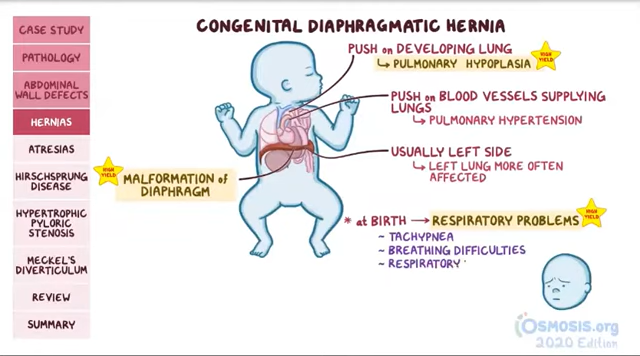 CONGENITAL DIAPHRAGMATIC HERNIA
CASE STUDY
PATHOLOGY
ABDOMINAL
WALL DEFECTS
HERNIAS
ATRESIAS
HIRSCHSPRUNG
DISEASE
HYPERTROPHIC
PYLORIC
STENOSIS
MECKEL'S
DIVERTICULUM
REVIEW
SUMMARY
HIGH
YIELD
MALFORMATION of
DIAPHRAGM
PUSH on DEVELOPING LUNG
↳ PULMONARY HYPOPLASIA
HIGH
YIELD
PUSH on BLOOD VESSELS SUPPLYING
LUNGS
↳ PULMONARY HYPERTENSION
USUALLY LEFT SIDE
↳ LEFT LUNG MORE OFTEN
AFFECTED
* at BIRTH → RESPIRATORY PROBLEMS
HIGH
YIELD
~ TACHYPNEA
~ BREATHING DIFFICULTIES
~ RESPIRATORY
OSMOSIS.org
2020 Edition